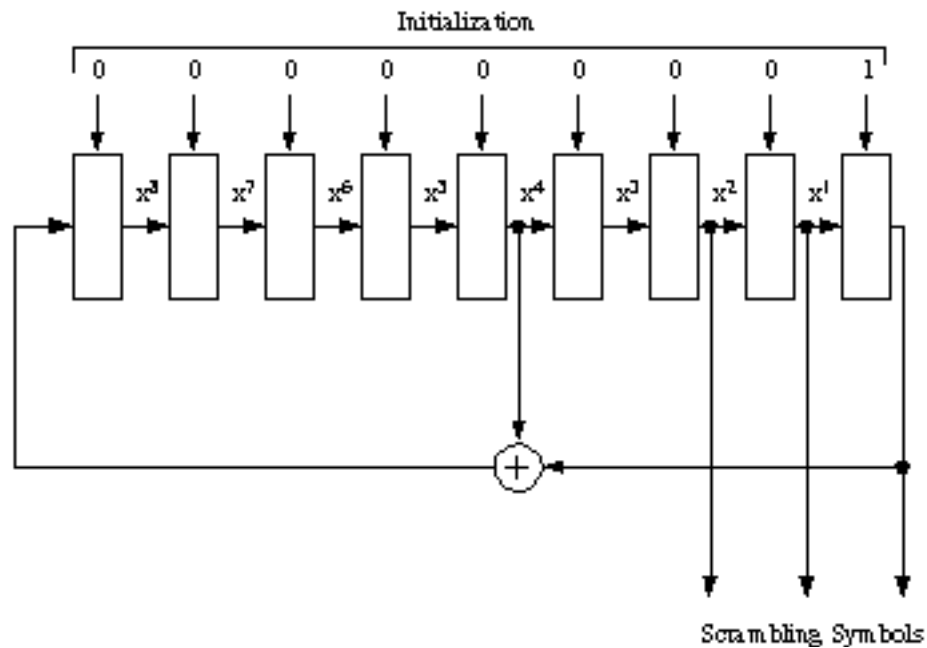 Initialization
0 0 0 0 0 0 0 0 1
x⁸ x⁷ x⁶ x⁵ x⁴ x³ x² x¹
+
Scrambling Symbols